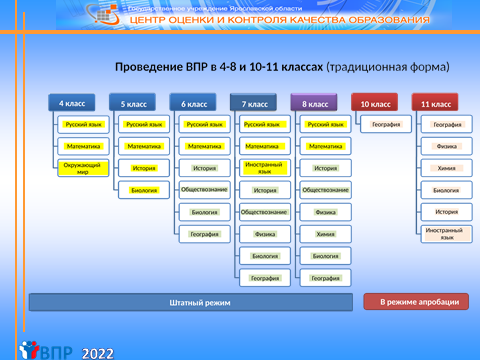 Государственное учреждение Ярославской области
ЦЕНТР ОЦЕНКИ И КОНТРОЛЯ КАЧЕСТВА ОБРАЗОВАНИЯ
Проведение ВПР в 4-8 и 10-11 классах (традиционная форма)
4 класс
Русский язык
Математика
Окружающий
мир
5 класс
Русский язык
Математика
История
Биология
6 класс
Русский язык
Математика
История
Обществознание
Биология
География
7 класс
Русский язык
Математика
Иностранный
язык
История
Обществознание
Физика
Биология
География
8 класс
Русский язык
Математика
История
Обществознание
Физика
Химия
Биология
География
10 класс
География
11 класс
География
Физика
Химия
Биология
История
Иностранный
язык
Штатный режим
В режиме апробации
ВПР 2022